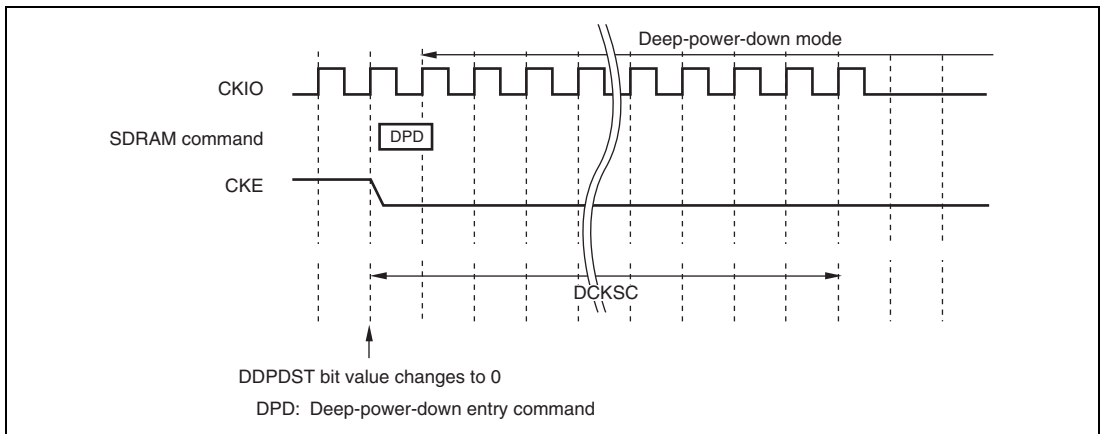 Deep-power-down mode
CKIO
SDRAM command
DPD
CKE
DCKSC
DDPDST bit value changes to 0
DPD: Deep-power-down entry command